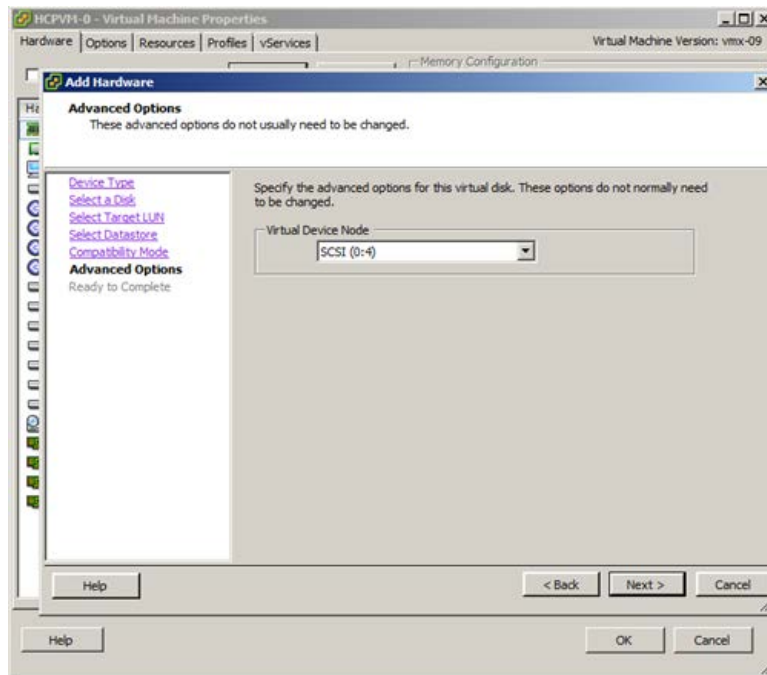 HCPVM-0 - Virtual Machine Properties
Hardware Options Resources Profiles vServices Virtual Machine Version: vmx-09
Memory Configuration
Add Hardware
Advanced Options
These advanced options do not usually need to be changed.
Device Type
Select a Disk
Select Target LUN
Select Datastore
Compatibility Mode
Advanced Options
Ready to Complete
Specify the advanced options for this virtual disk. These options do not normally need
to be changed.
Virtual Device Node
SCSI (0:4)
Help < Back Next > Cancel
Help OK Cancel